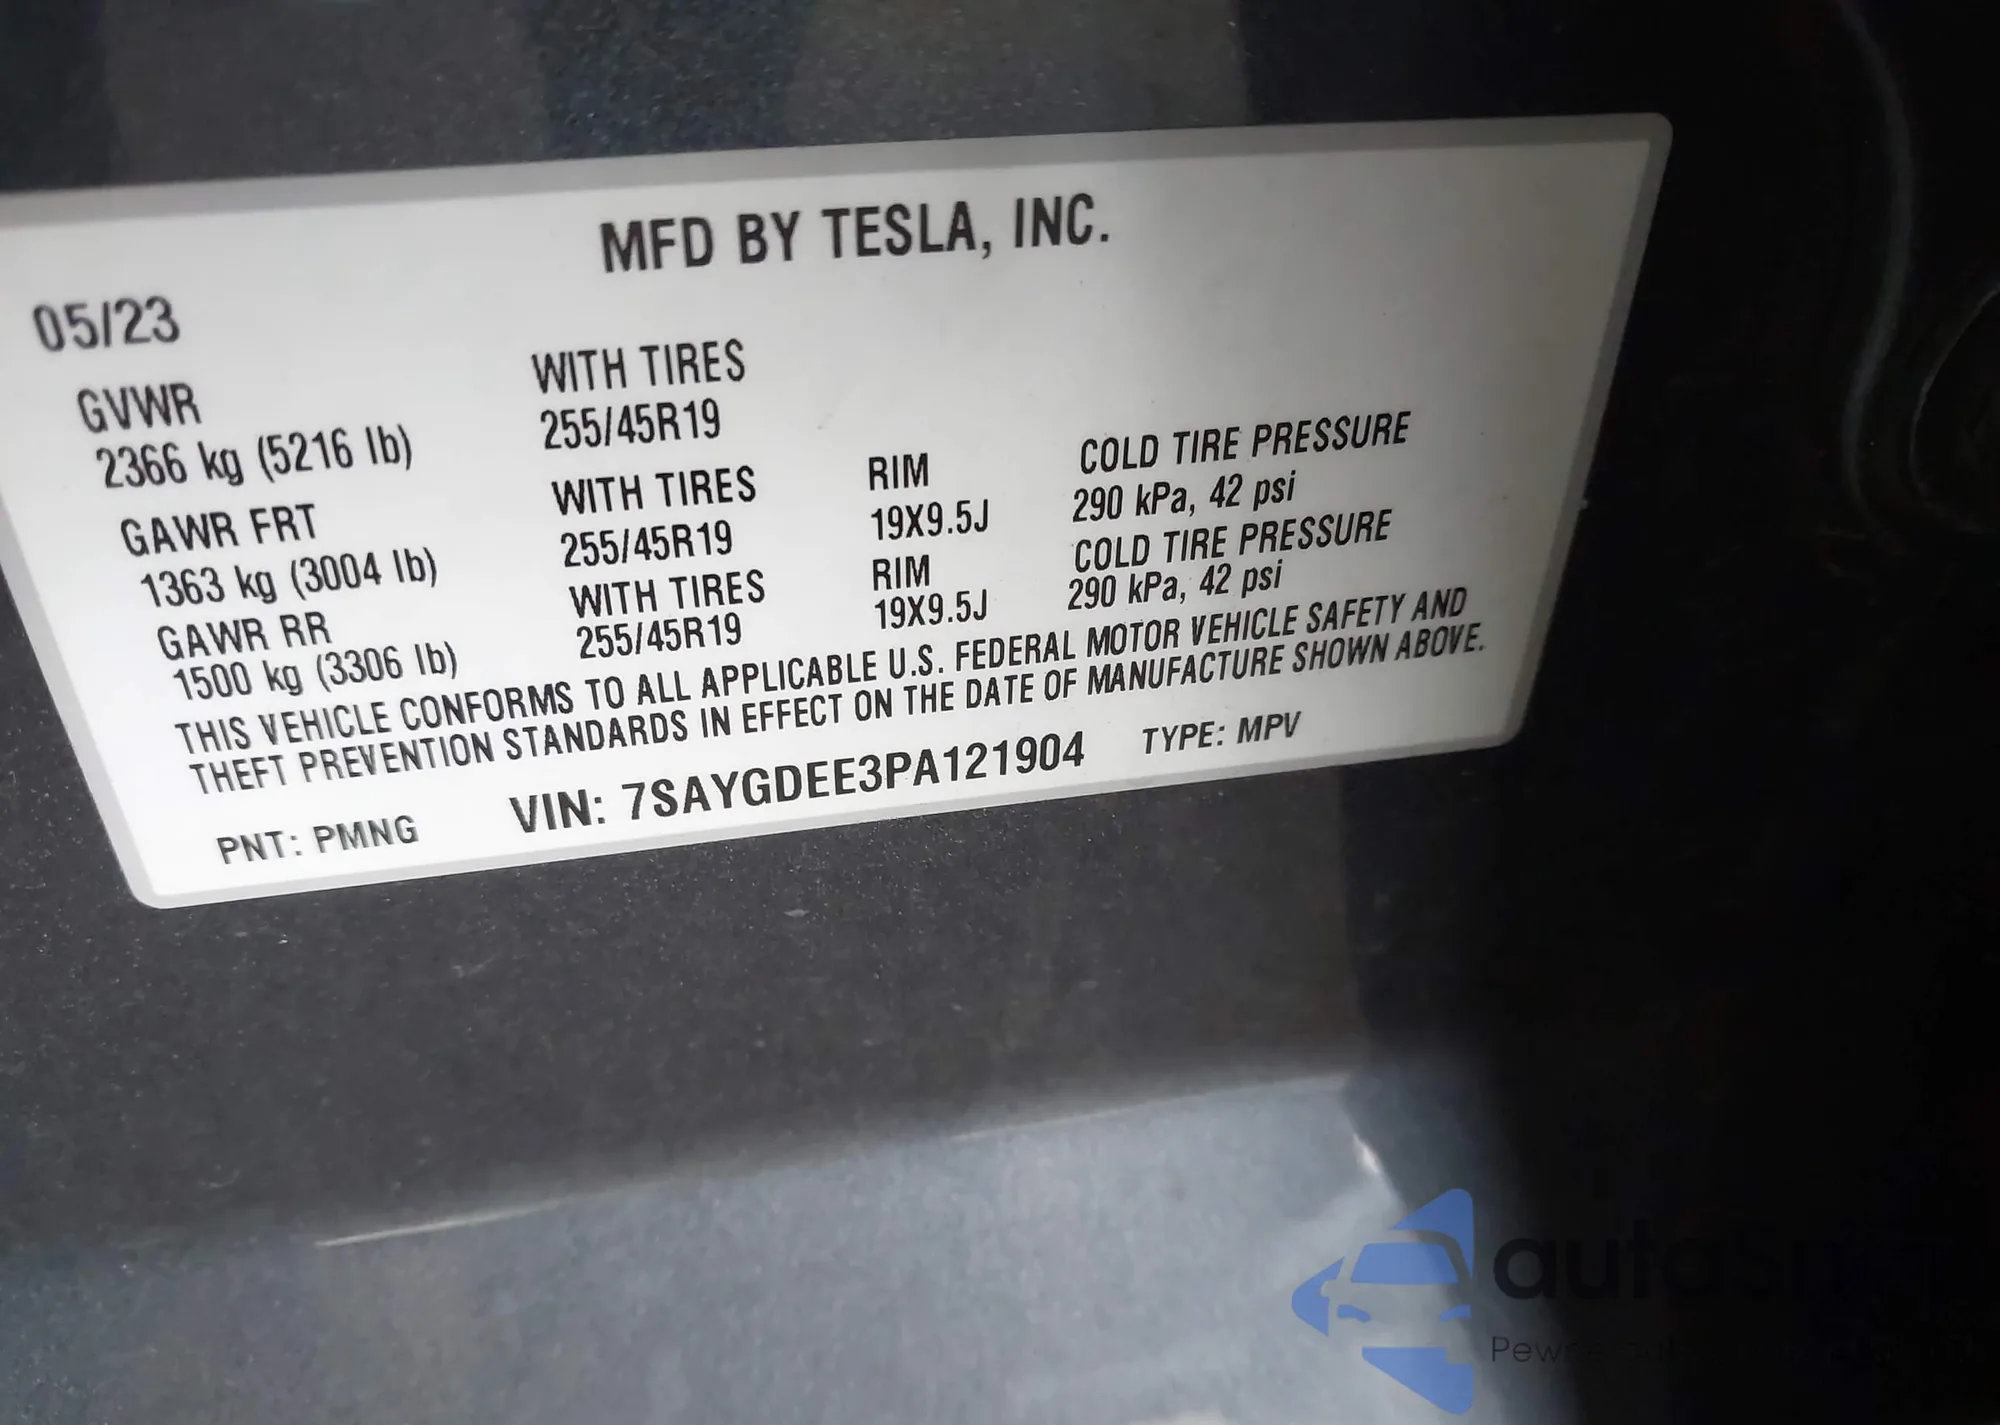 MFD BY TESLA, INC.
05/23
GVWR WITH TIRES
2366 kg (5216 lb) 255/45R19
GAWR FRT WITH TIRES RIM COLD TIRE PRESSURE
1363 kg (3004 lb) 255/45R19 19X9.5J 290 kPa, 42 psi
GAWR RR WITH TIRES RIM COLD TIRE PRESSURE
1500 kg (3306 lb) 255/45R19 19X9.5J 290 kPa, 42 psi
THIS VEHICLE CONFORMS TO ALL APPLICABLE U.S. FEDERAL MOTOR VEHICLE SAFETY AND
THEFT PREVENTION STANDARDS IN EFFECT ON THE DATE OF MANUFACTURE SHOWN ABOVE.
PNT: PMNG VIN: 7SAYGDEE3PA121904 TYPE: MPV